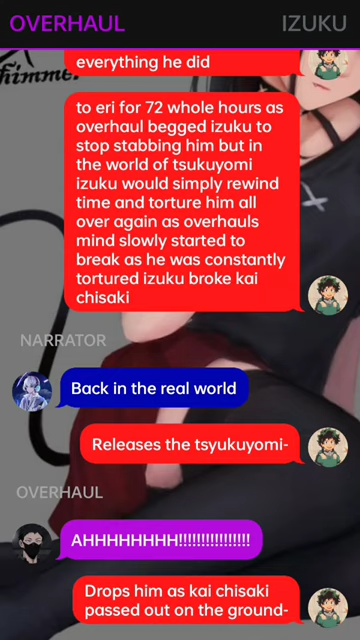 OVERHAUL
IZUKU
himme.
everything he did
to eri for 72 whole hours as
overhaul begged izuku to
stop stabbing him but in
the world of tsukuyomi
izuku would simply rewind
time and torture him all
over again as overhauls
mind slowly started to
break as he was constantly
tortured izuku broke kai
chisaki
NARRATOR
Back in the real world
Releases the tsyukuyomi-
OVERHAUL
AHHHHHHHH!!!!!!!!!!!!!!!!
Drops him as kai chisaki
passed out on the ground-